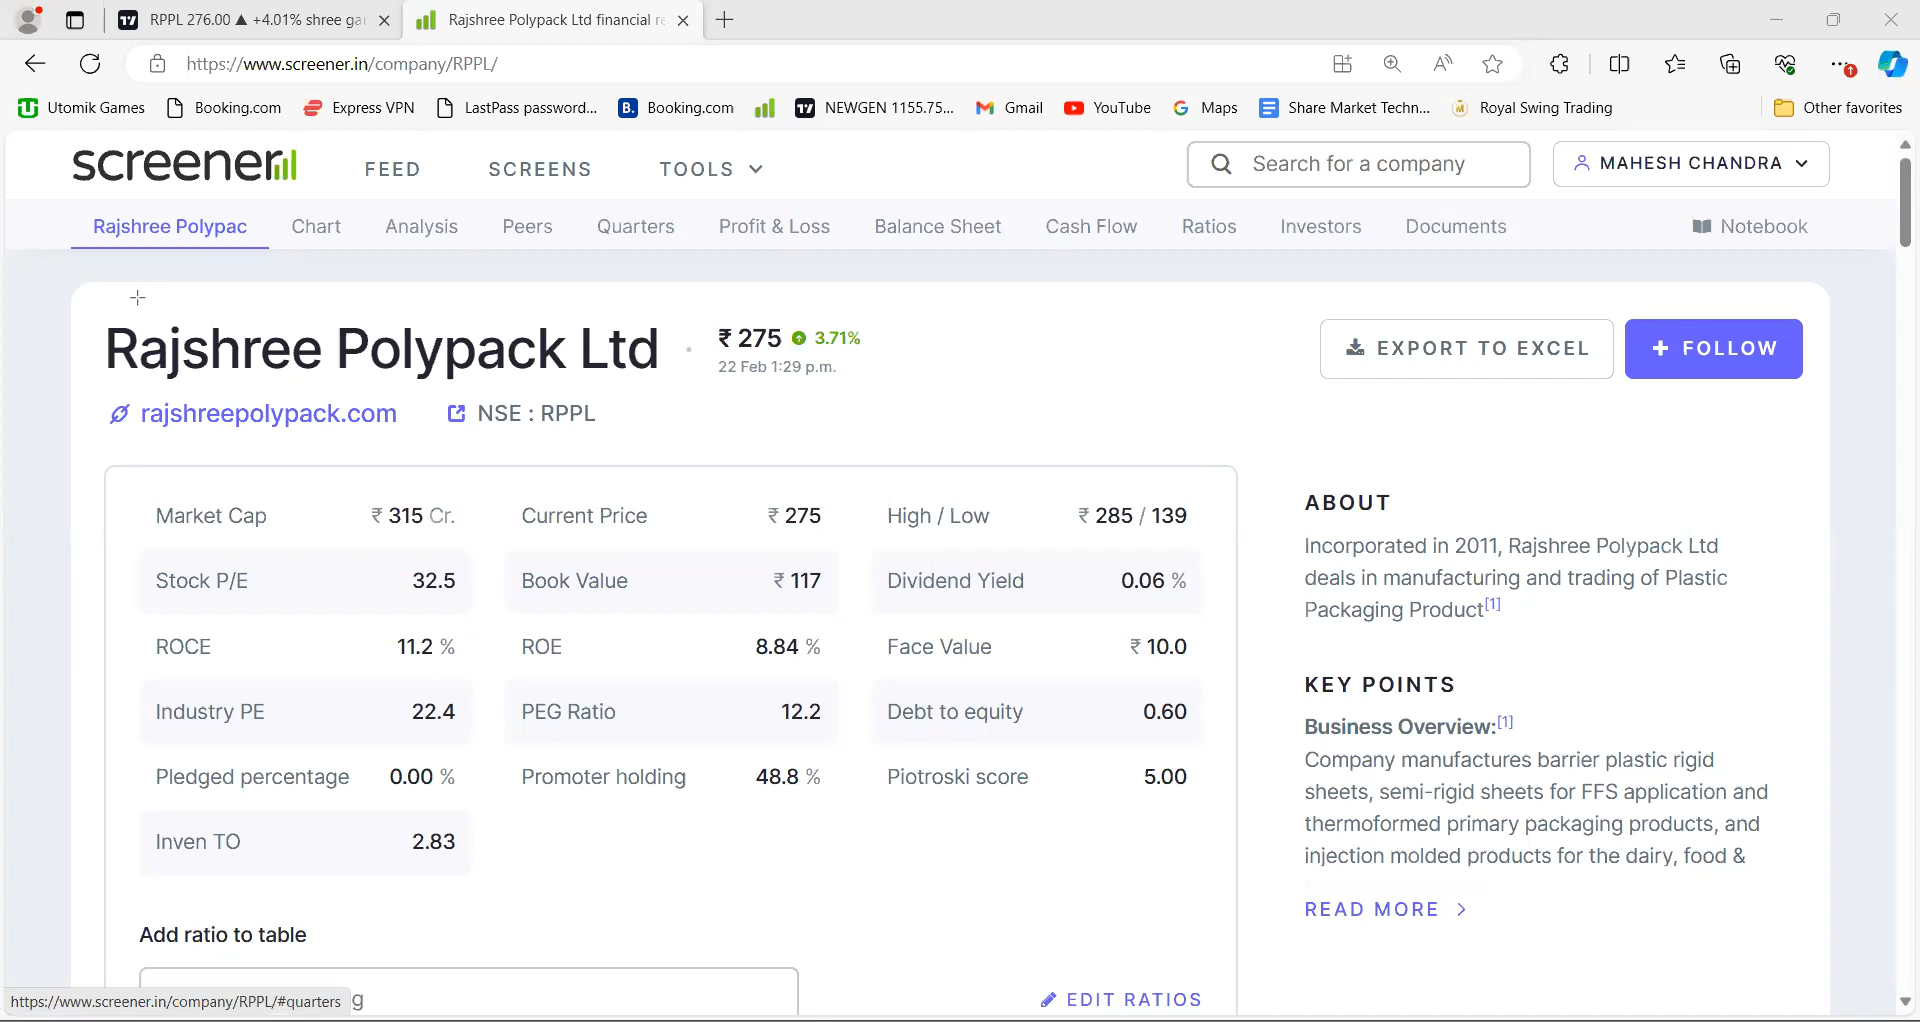 RPPL 276.00 ▲ +4.01% shree ga
Rajshree Polypack Ltd financial re
https://www.screener.in/company/RPPL/
Utomik Games
Booking.com
Express VPN
LastPass password...
B. Booking.com
NEWGEN 1155.75...
Gmail
YouTube
Maps
Share Market Techn...
Royal Swing Trading
Other favorites
screener
FEED
SCREENS
TOOLS
Search for a company
MAHESH CHANDRA
Rajshree Polypac
Chart
Analysis
Peers
Quarters
Profit & Loss
Balance Sheet
Cash Flow
Ratios
Investors
Documents
Notebook
Rajshree Polypack Ltd
₹ 275 3.71%
22 Feb 1:29 p.m.
EXPORT TO EXCEL
+ FOLLOW
rajshreepolypack.com
NSE : RPPL
Market Cap ₹ 315 Cr.
Current Price ₹ 275
High / Low ₹ 285 / 139
Stock P/E 32.5
Book Value ₹ 117
Dividend Yield 0.06 %
ROCE 11.2 %
ROE 8.84 %
Face Value ₹ 10.0
Industry PE 22.4
PEG Ratio 12.2
Debt to equity 0.60
Pledged percentage 0.00 %
Promoter holding 48.8 %
Piotroski score 5.00
Inven TO 2.83
Add ratio to table
EDIT RATIOS
ABOUT
Incorporated in 2011, Rajshree Polypack Ltd
deals in manufacturing and trading of Plastic
Packaging Product[1]
KEY POINTS
Business Overview:[1]
Company manufactures barrier plastic rigid
sheets, semi-rigid sheets for FFS application and
thermoformed primary packaging products, and
injection molded products for the dairy, food &
READ MORE
https://www.screener.in/company/RPPL/#quarters